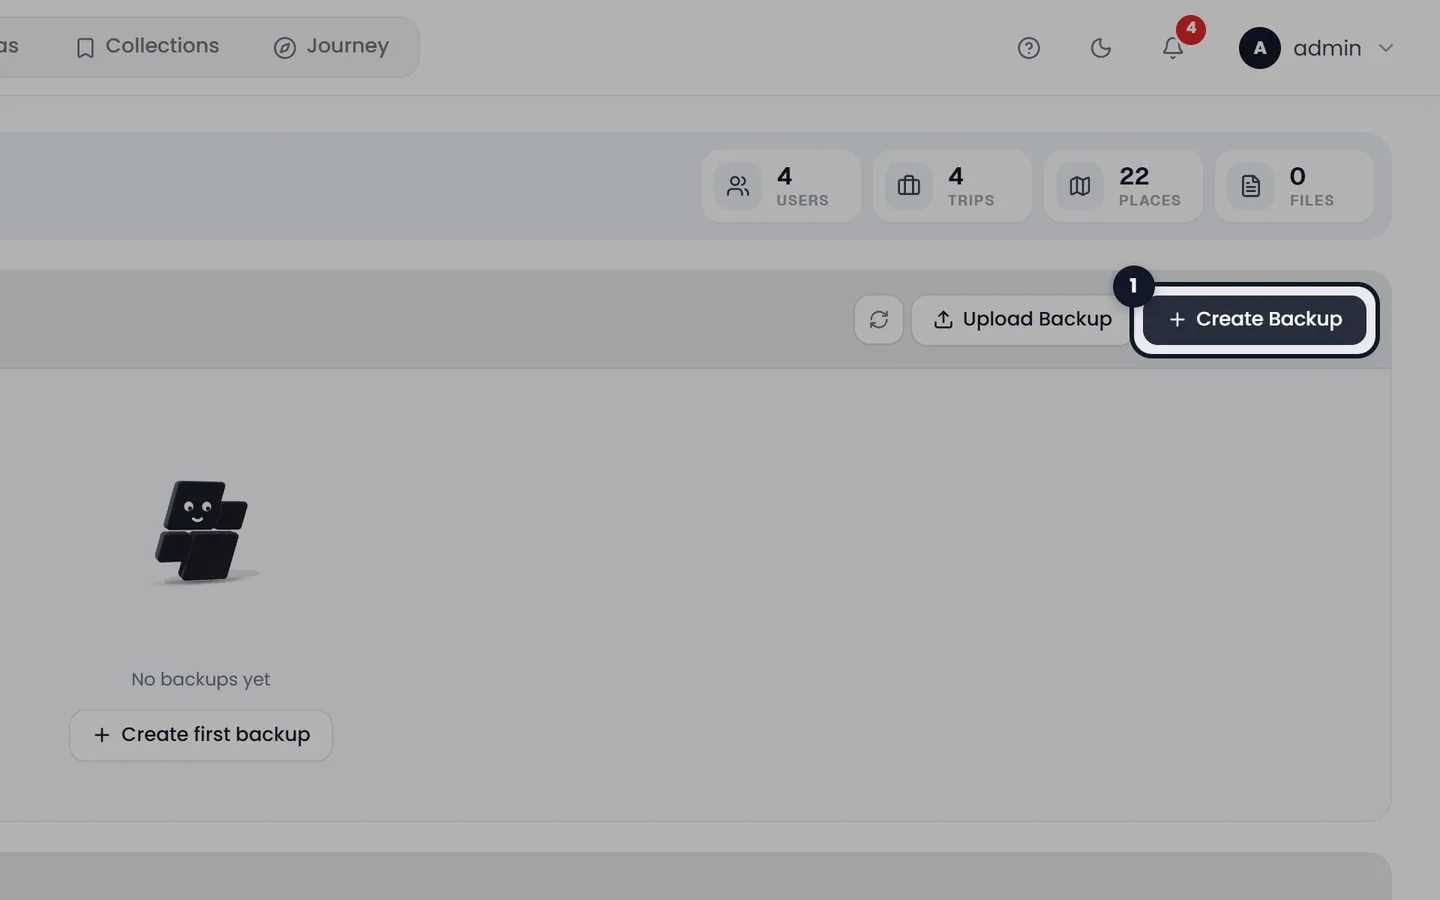 as Collections Journey 4 A admin
4 USERS 4 TRIPS 22 PLACES 0 FILES
1
Upload Backup + Create Backup
No backups yet
+ Create first backup